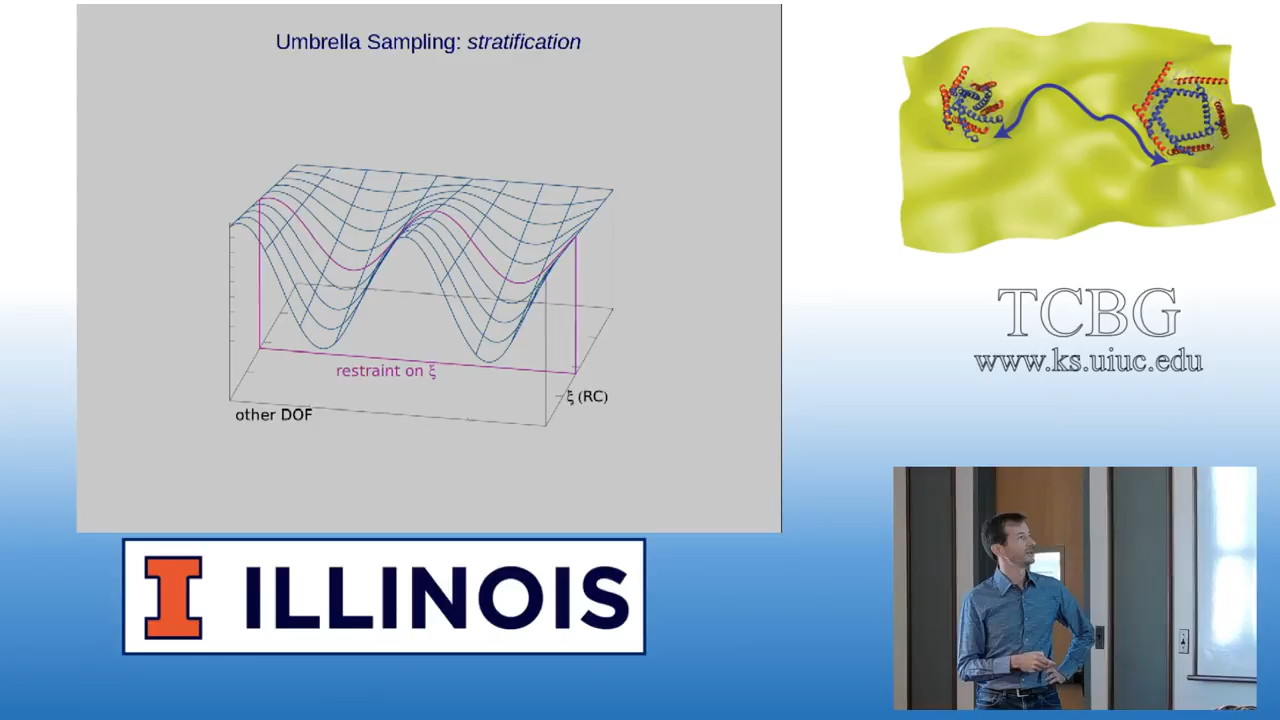 Umbrella Sampling: stratification
restraint on ξ
ξ (RC)
other DOF
ILLINOIS
TCBG
www.ks.uiuc.edu